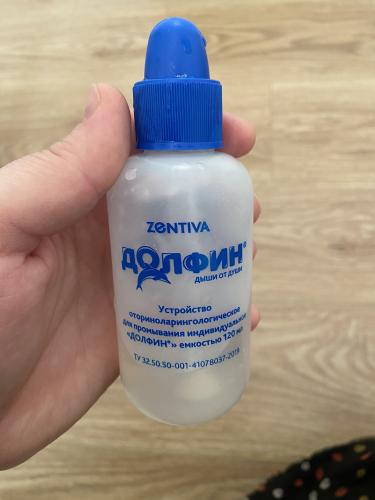 ZENTIVA
ДОЛФИН®
ДЫШИ ОТ ДУШИ
Устройство
оториноларингологическое
для промывания индивидуальное
«ДОЛФИН®» емкостью 120 мл
ТУ 32.50.50-001-41078037-2019